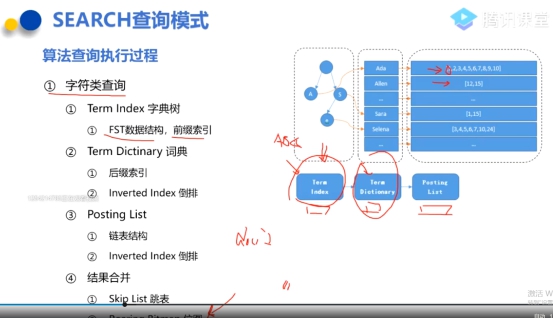 SEARCH查询模式
腾讯课堂
算法查询执行过程
① 字符类查询
① Term Index 字典树
① FST数据结构，前缀索引
② Term Dictinary 词典
① 后缀索引
② Inverted Index 倒排
③ Posting List
① 链表结构
② Inverted Index 倒排
④ 结果合并
① Skip List 跳表
A
S
a
Ada
2,3,4,5,6,7,8,9,10]
Allen
[12,15]
...
...
Sara
[1,15]
Selena
[3,4,5,6,7,10,24]
...
...
Term Index
Term Dictionary
Posting List
激活 W